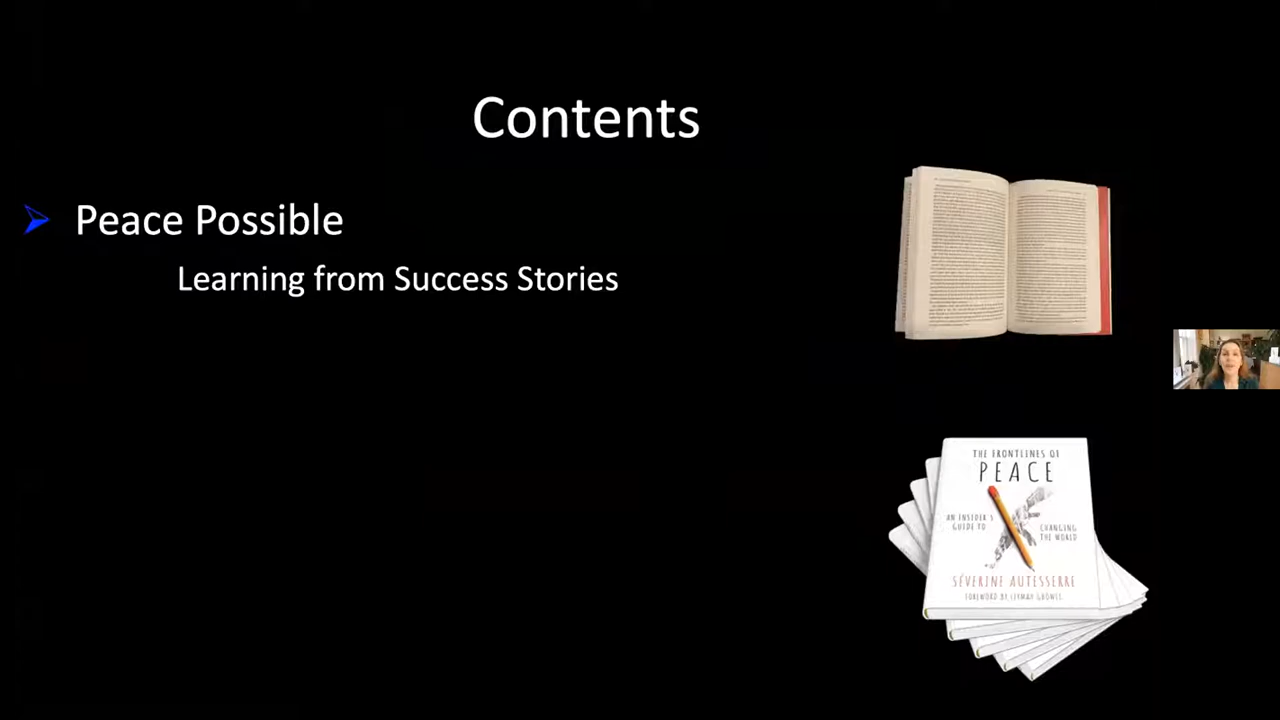 Contents
Peace Possible
Learning from Success Stories
THE FRONTLINES OF
PEACE
AN INSIDER'S
GUIDE TO
CHANGING
THE WORLD
SÉVERINE AUTESSERRE
FOREWORD BY LEYMAH GBOWEE